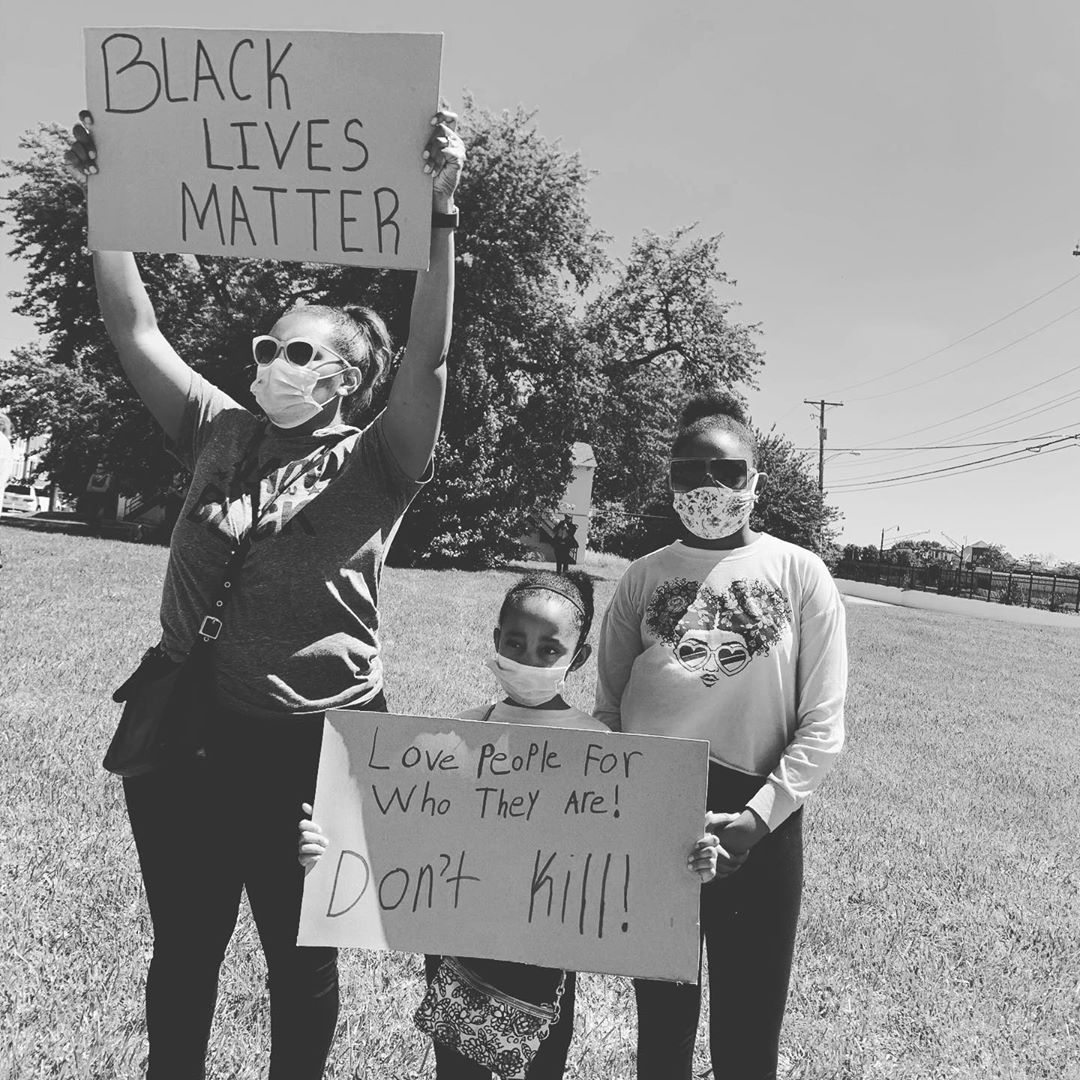 BLACK
LIVES
MATTER
Love People For
Who They Are!
Don't Kill!